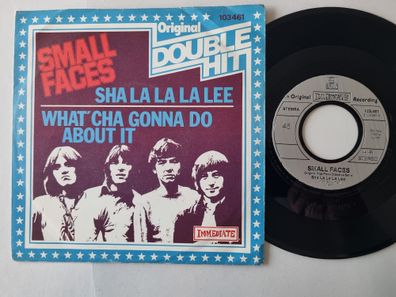 103 461
Original
DOUBLE
HIT
SMALL
FACES
SHA LA LA LA LEE
WHAT'CHA GONNA DO
ABOUT IT
IMMEDIATE
Original
IMMEDIATE
Recording
45
STEREO
SMALL FACES
Sha La La La Lee